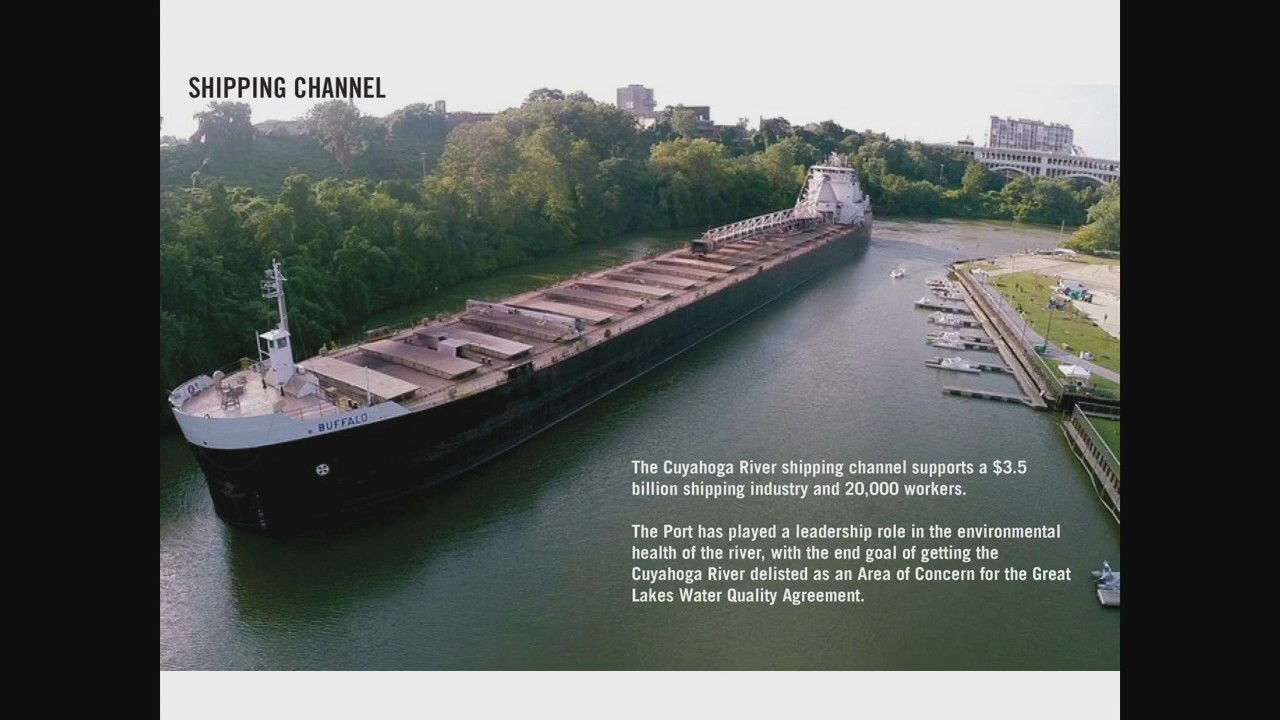 SHIPPING CHANNEL
BUFFALO
The Cuyahoga River shipping channel supports a $3.5
billion shipping industry and 20,000 workers.
The Port has played a leadership role in the environmental
health of the river, with the end goal of getting the
Cuyahoga River delisted as an Area of Concern for the Great
Lakes Water Quality Agreement.